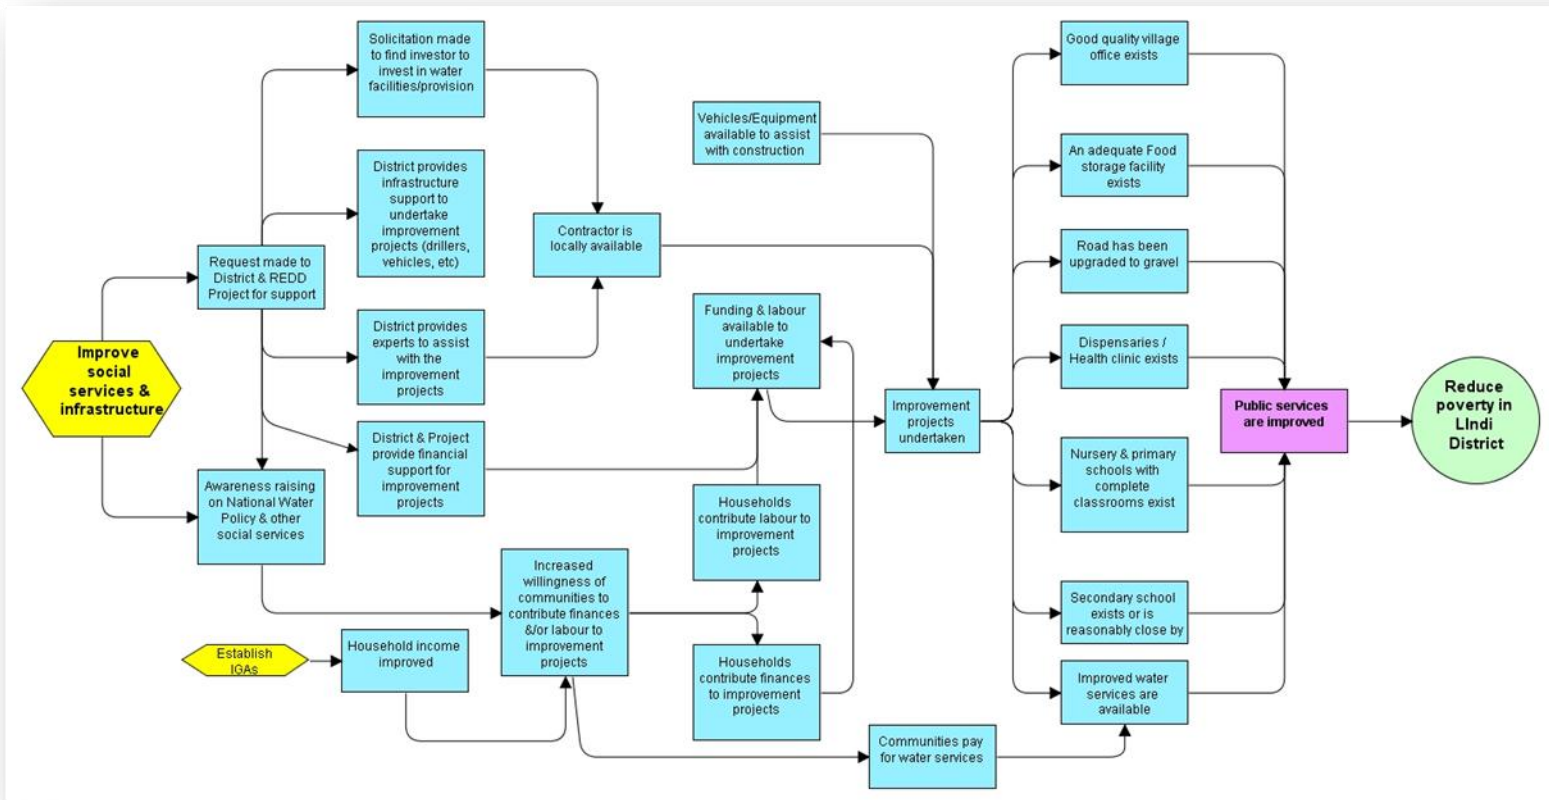 Solicitation made
to find investor to
invest in water
facilities/provision
District provides
infrastructure
support to
undertake
improvement
projects (drillers,
vehicles, etc)
Request made to
District & REDD
Project for support
District provides
experts to assist
with the
improvement
projects
Improve
social
services &
infrastructure
District & Project
provide financial
support for
improvement
projects
Awareness raising
on National Water
Policy & other
social services
Establish
IGAs
Household income
improved
Increased
willingness of
communities to
contribute finances
&/or labour to
improvement
projects
Contractor is
locally available
Vehicles/Equipment
available to assist
with construction
Funding & labour
available to
undertake
improvement
projects
Households
contribute labour to
improvement
projects
Households
contribute finances
to improvement
projects
Communities pay
for water services
Improvement
projects
undertaken
Good quality village
office exists
An adequate Food
storage facility
exists
Road has been
upgraded to gravel
Dispensaries /
Health clinic exists
Nursery & primary
schools with
complete
classrooms exist
Secondary school
exists or is
reasonably close by
Improved water
services are
available
Public services
are improved
Reduce
poverty in
LIndi
District